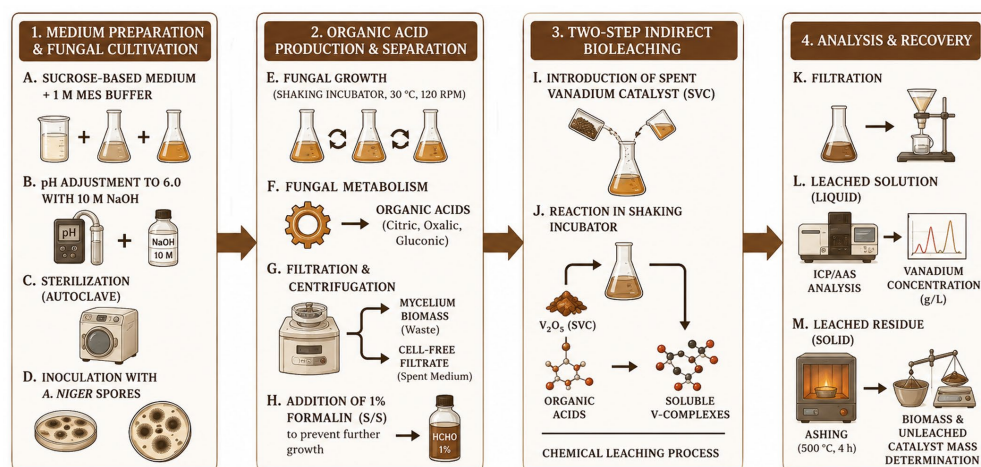 1. MEDIUM PREPARATION
& FUNGAL CULTIVATION
A. SUCROSE-BASED MEDIUM
+ 1 M MES BUFFER
+
+
B. pH ADJUSTMENT TO 6.0
WITH 10 M NaOH
pH
+
NaOH
10 M
C. STERILIZATION
(AUTOCLAVE)
D. INOCULATION WITH
A. NIGER SPORES
2. ORGANIC ACID
PRODUCTION & SEPARATION
E. FUNGAL GROWTH
(SHAKING INCUBATOR, 30 °C, 120 RPM)
F. FUNGAL METABOLISM
ORGANIC ACIDS
(Citric, Oxalic,
Gluconic)
G. FILTRATION &
CENTRIFUGATION
MYCELIUM
BIOMASS
(Waste)
CELL-FREE
FILTRATE
(Spent Medium)
H. ADDITION OF 1%
FORMALIN (S/S)
to prevent further
growth
HCHO
1%
3. TWO-STEP INDIRECT
BIOLEACHING
I. INTRODUCTION OF SPENT
VANADIUM CATALYST (SVC)
J. REACTION IN SHAKING
INCUBATOR
V₂O₅ (SVC)
ORGANIC
ACIDS
SOLUBLE
V-COMPLEXES
CHEMICAL LEACHING PROCESS
4. ANALYSIS & RECOVERY
K. FILTRATION
L. LEACHED SOLUTION
(LIQUID)
ICP/AAS
ANALYSIS
VANADIUM
CONCENTRATION
(g/L)
M. LEACHED RESIDUE
(SOLID)
ASHING
(500 °C, 4 h)
BIOMASS &
UNLEACHED
CATALYST MASS
DETERMINATION